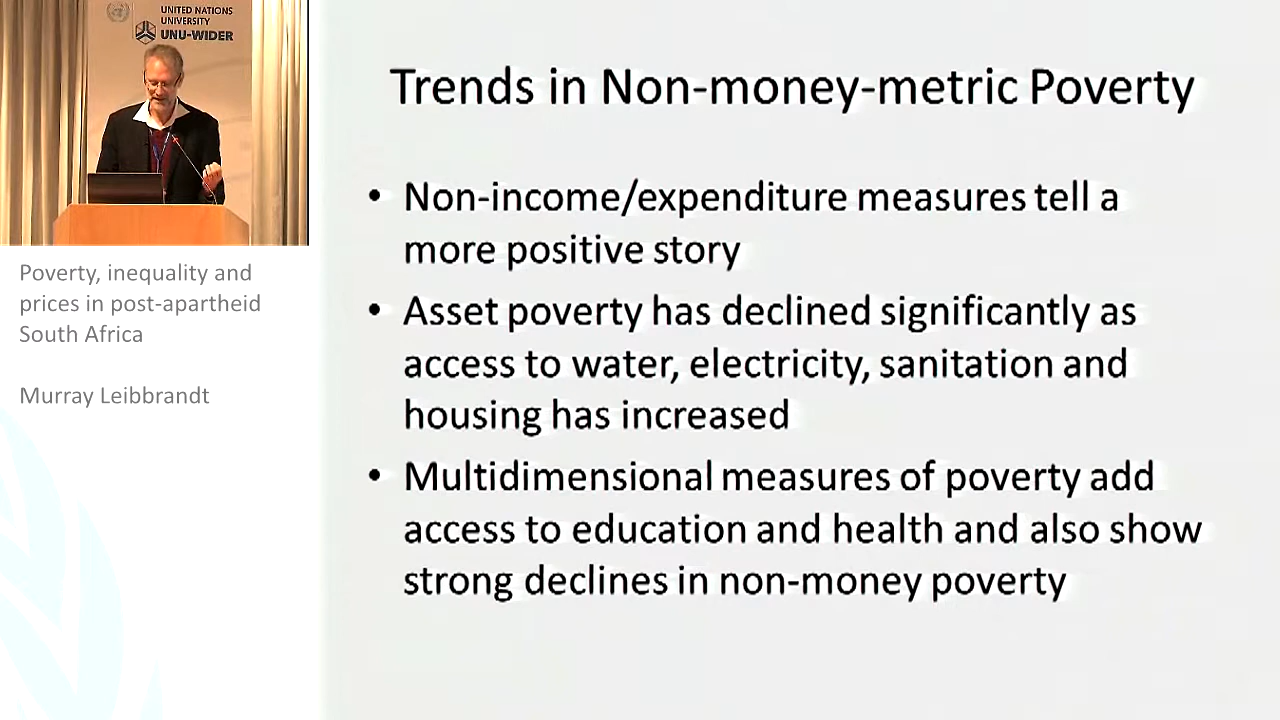 UNITED NATIONS
UNIVERSITY
UNU-WIDER
Poverty, inequality and
prices in post-apartheid
South Africa
Murray Leibbrandt
Trends in Non-money-metric Poverty
• Non-income/expenditure measures tell a
more positive story
• Asset poverty has declined significantly as
access to water, electricity, sanitation and
housing has increased
• Multidimensional measures of poverty add
access to education and health and also show
strong declines in non-money poverty